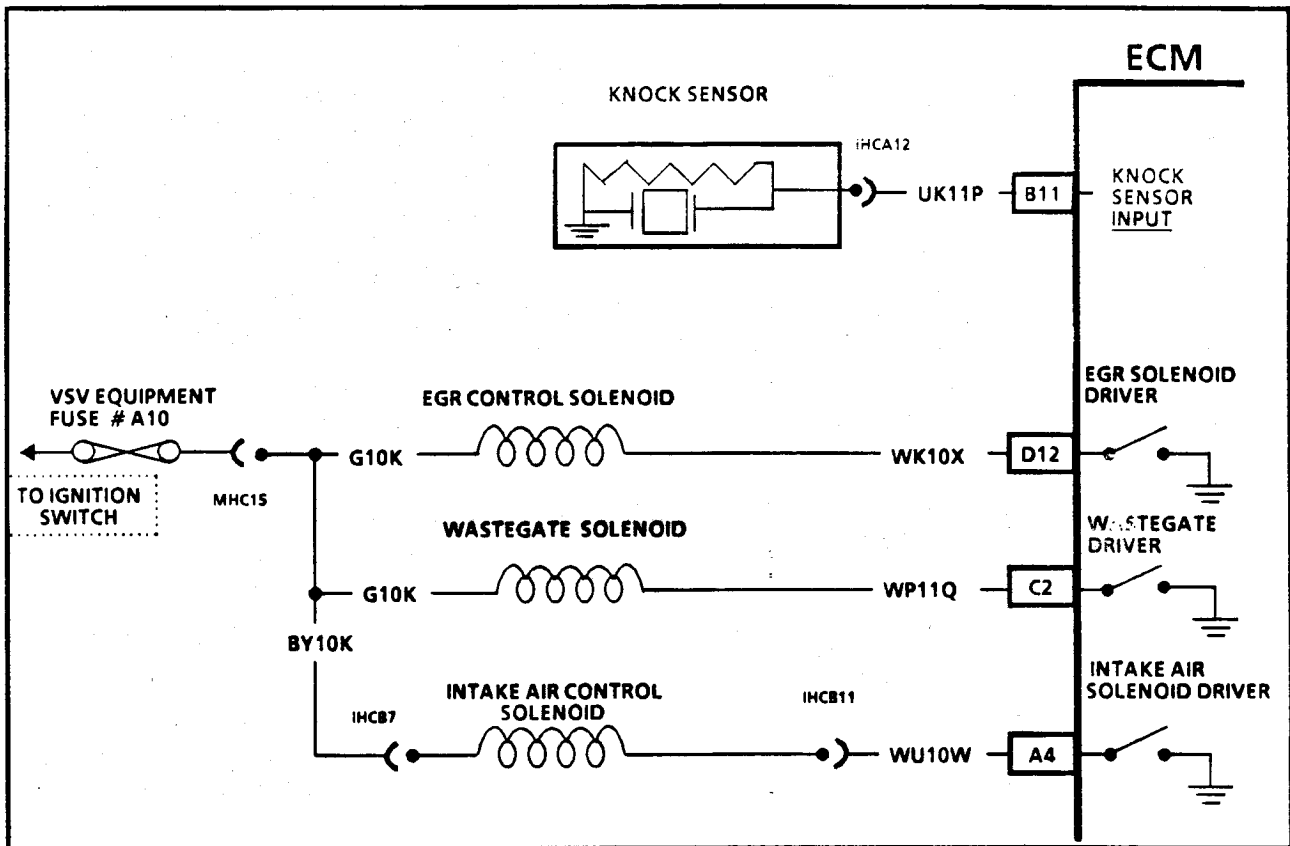 ECM
KNOCK SENSOR
IHCA12
UK11P
B11
KNOCK
SENSOR
INPUT
VSV EQUIPMENT
FUSE # A10
TO IGNITION
SWITCH
MHC15
EGR CONTROL SOLENOID
G10K
WK10X
D12
EGR SOLENOID
DRIVER
WASTEGATE SOLENOID
G10K
WP11Q
C2
WASTEGATE
DRIVER
BY10K
IHCB7
INTAKE AIR CONTROL
SOLENOID
IHCB11
WU10W
A4
INTAKE AIR
SOLENOID DRIVER